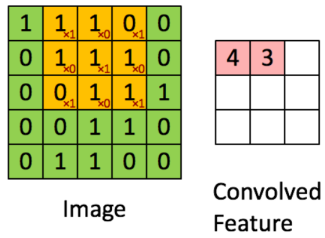 1 1×1 1×0 0×1 0
0 1×0 1×1 1×0 0
0 0×1 1×0 1×1 1
0 0 1 1 0
0 1 1 0 0
4 3
Image
Convolved
Feature